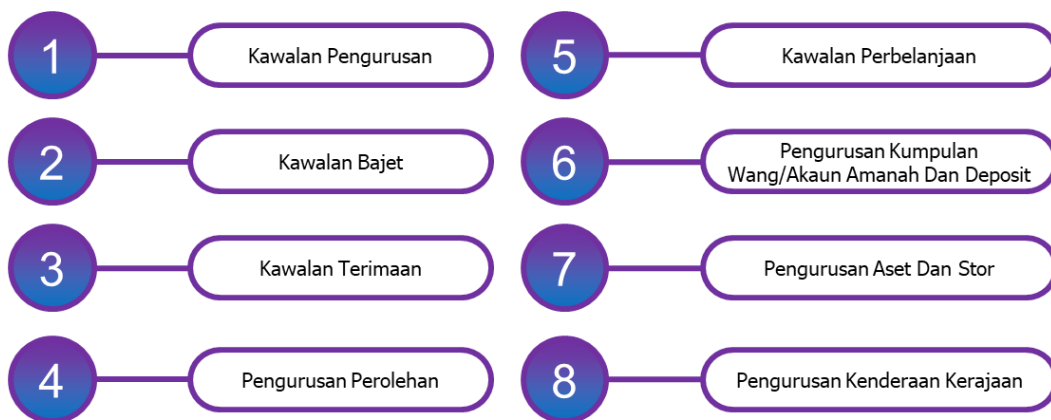 1
Kawalan Pengurusan
2
Kawalan Bajet
3
Kawalan Terimaan
4
Pengurusan Perolehan
5
Kawalan Perbelanjaan
6
Pengurusan Kumpulan
Wang/Akaun Amanah Dan Deposit
7
Pengurusan Aset Dan Stor
8
Pengurusan Kenderaan Kerajaan